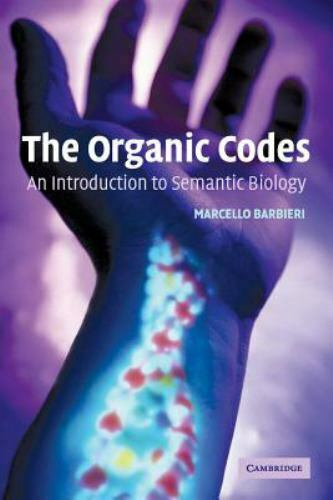 The Organic Codes
An Introduction to Semantic Biology
MARCELLO BARBIERI
CAMBRIDGE